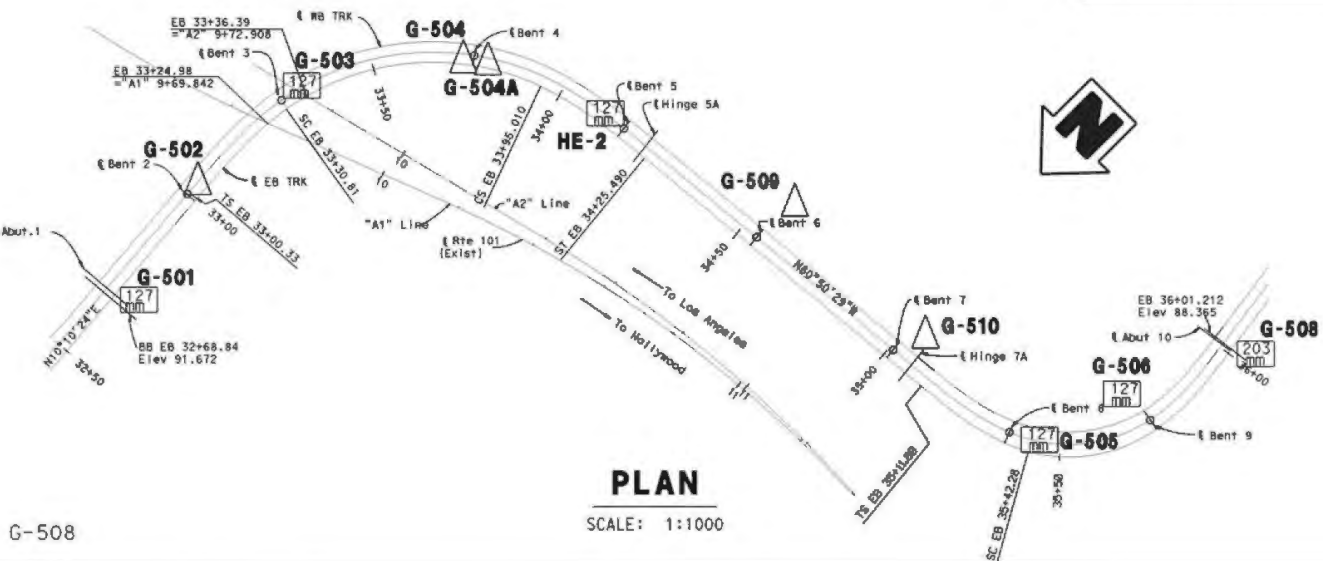 EB 33+36.39
="A2" 9+72.908
℄ WB TRK
G-504
℄ Bent 4
℄ Bent 3
G-503
127
mm
EB 33+24.98
="A1" 9+69.842
33+50
G-504A
℄ Bent 5
127
mm
℄ Hinge 5A
HE-2
34+00
N
G-502
℄ Bent 2
SC EB 33+30.81
CS EB 33+95.010
℄ EB TRK
10
10
G-509
"A2" Line
"A1" Line
33+00
TS EB 33+00.33
ST EB 34+25.490
℄ Bent 6
34+50
Abut.1
℄ Rte 101
(Exist)
G-501
127
mm
To Los Angeles
To Hollywood
N60°50'29"W
℄ Bent 7
EB 36+01.212
Elev 88.365
G-508
G-510
℄ Abut 10
203
mm
36+00
BB EB 32+68.84
Elev 91.672
N10°10'24"E
32+50
℄ Hinge 7A
35+00
G-506
127
mm
11
11
℄ Bent 8
127
mm
G-505
℄ Bent 9
TS EB 35+11.88
35+50
SC EB 35+42.28
PLAN
SCALE: 1:1000
G-508